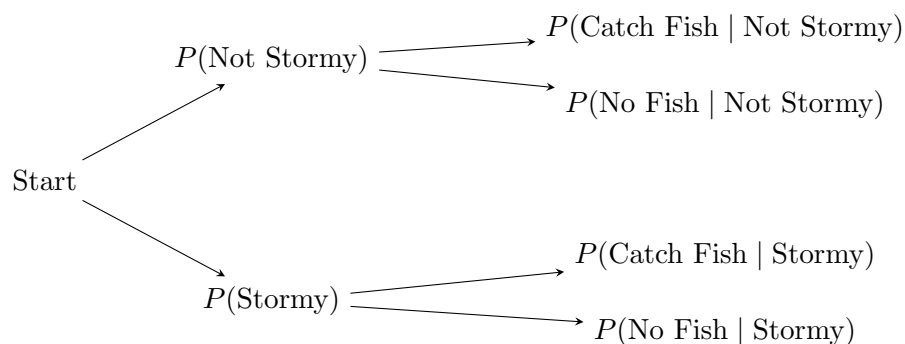 P(Catch Fish | Not Stormy)
P(Not Stormy)
P(No Fish | Not Stormy)
Start
P(Catch Fish | Stormy)
P(Stormy)
P(No Fish | Stormy)